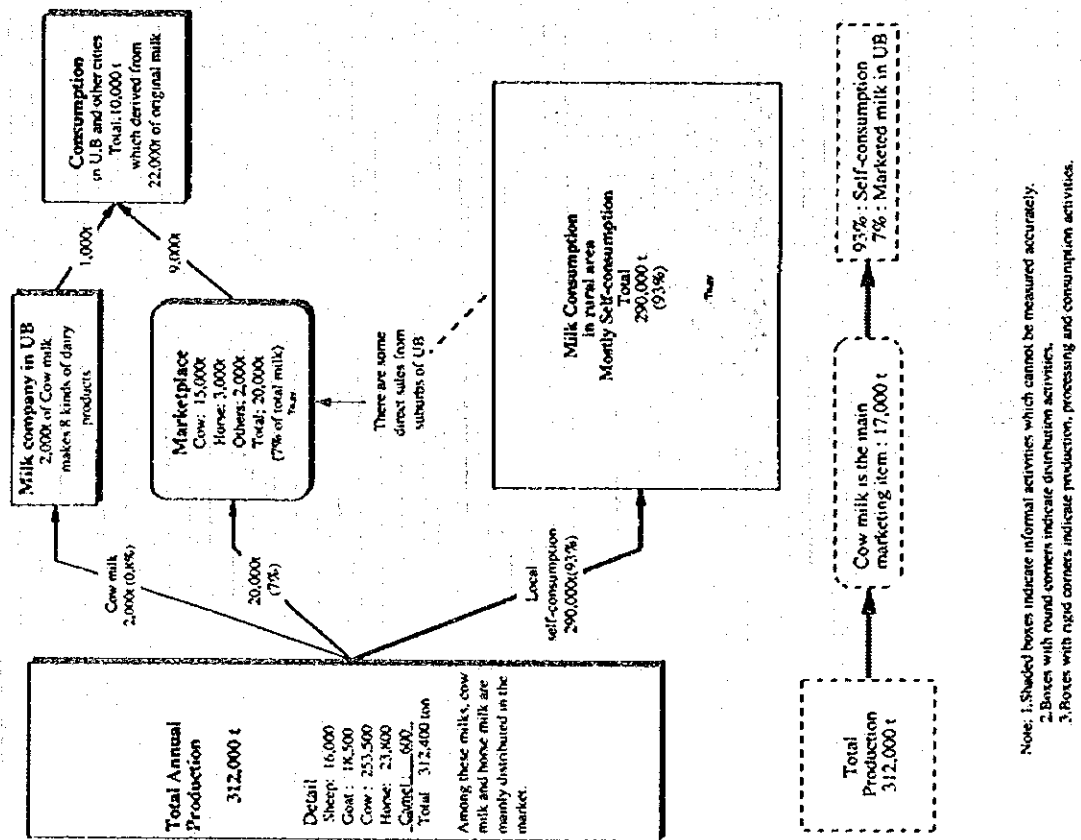 Total Annual
Production
312,000 t
Detail
Sheep: 16,000
Goat : 18,500
Cow : 253,500
Horse: 23,800
Camel: 600
Total 312,400 ton
Among these milks, cow
milk and horse milk are
mainly distributed in the
market.
Cow milk
2,000t (0.8%)
20,000t
(7%)
Local
self-consumption
290,000t(93%)
Milk company in UB
2,000t of Cow milk
makes 8 kinds of dairy
products
Marketplace
Cow: 15,000t
Horse: 3,000t
Others: 2,000t
Total; 20,000t
(7% of total milk)
There are some
direct sales from
suburbs of UB
1,000t
9,000t
Consumption
in U.B and other cities
Total: 10,000 t
which derived from
22,000t of original milk
Milk Consumption
in rural area
Mostly Self-consumption
Total
290,000 t
(93%)
Total
Production
312,000 t
Cow milk is the main
marketing item : 17,000 t
93% : Self-consumption
7% : Marketed milk in UB
Note: 1.Shaded boxes indicate informal activities which cannot be measured accurately.
2.Boxes with round corners indicate distribution activities,
3.Boxes with rigid corners indicate production, processing and consumption activities.